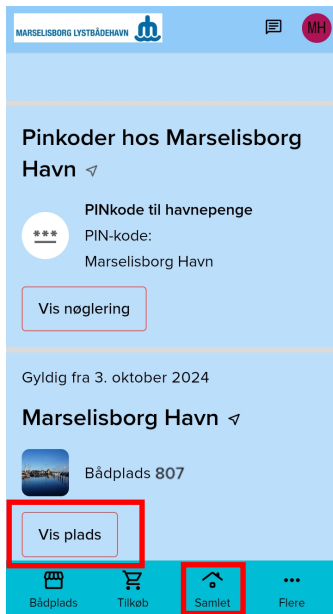 MARSELISBORG LYSTBÅDEHAVN
MH
Pinkoder hos Marselisborg
Havn
PINkode til havnepenge
***
PIN-kode:
Marselisborg Havn
Vis nøglering
Gyldig fra 3. oktober 2024
Marselisborg Havn
Bådplads 807
Vis plads
Bådplads
Tilkøb
Samlet
Flere